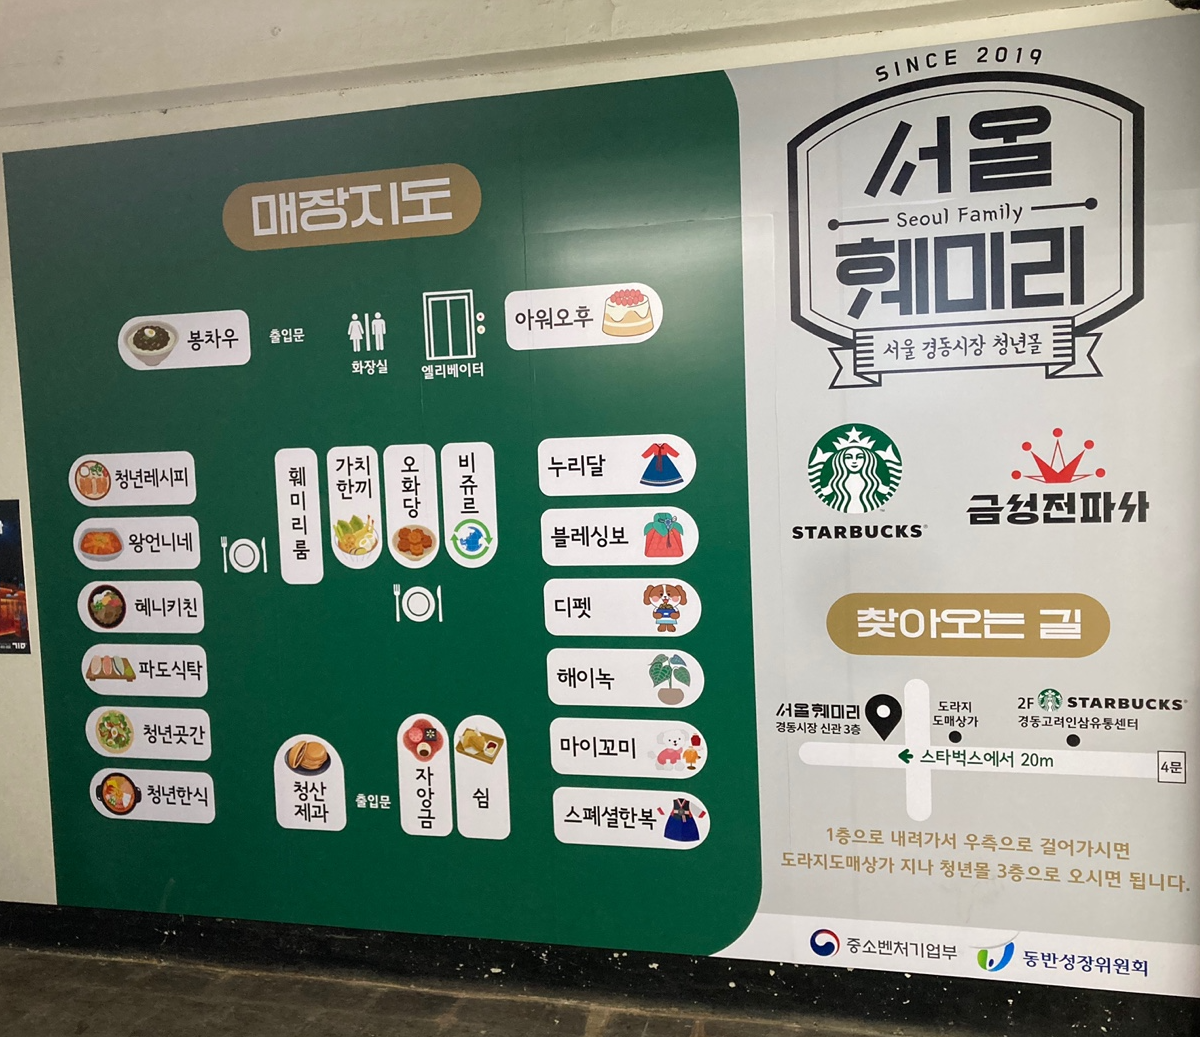 매장지도
봉차우
출입문
화장실
엘리베이터
아워오후
청년레시피
왕언니네
혜니키친
파도식탁
청년곳간
청년한식
훼미리룸
가치
한끼
오화당
비쥬르
누리달
블레싱보
디펫
해이녹
마이꼬미
스폐셜한복
청산
제과
출입문
자앙금
쉼
SINCE 2019
서울
Seoul Family
훼미리
서울 경동시장 청년몰
STARBUCKS®
금성전파사
찾아오는 길
서울훼미리
경동시장 신관 3층
도라지
도매상가
2F STARBUCKS®
경동고려인삼유통센터
스타벅스에서 20m
4문
1층으로 내려가서 우측으로 걸어가시면
도라지도매상가 지나 청년몰 3층으로 오시면 됩니다.
중소벤처기업부
동반성장위원회